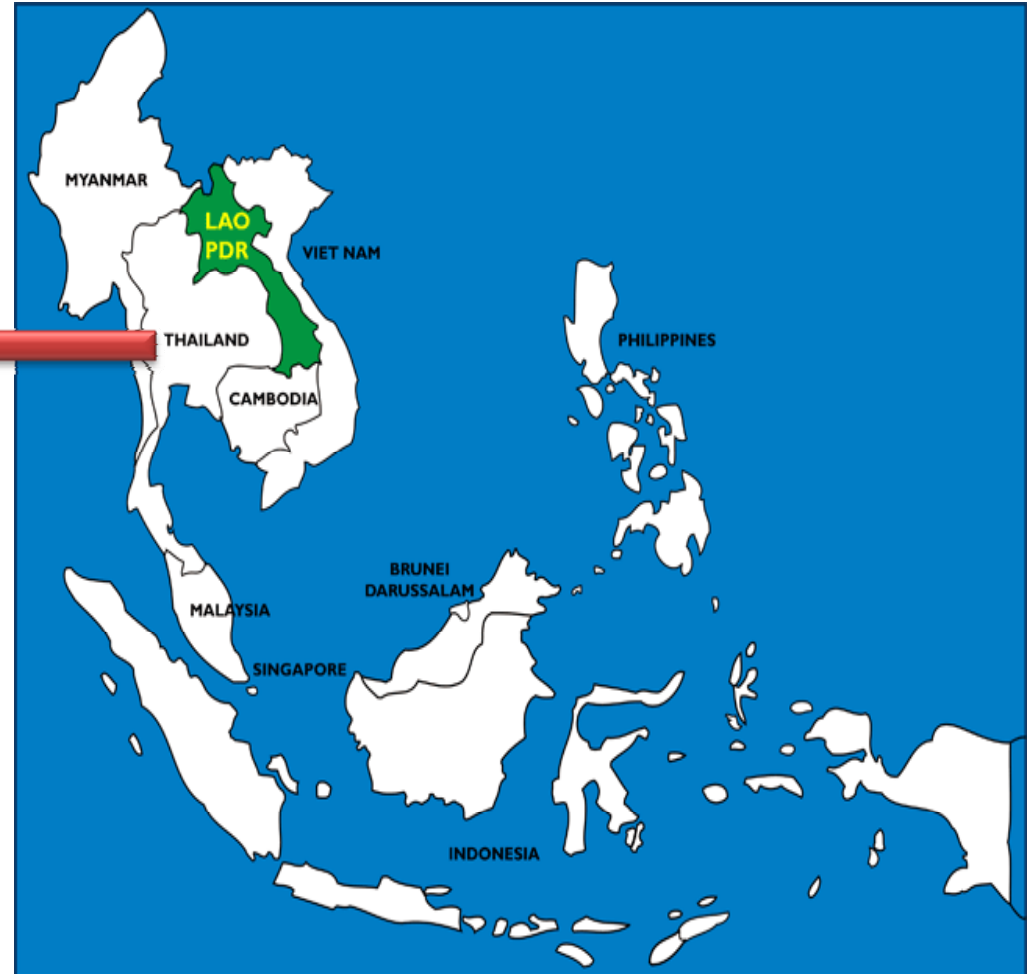 MYANMAR
LAO
PDR
VIET NAM
THAILAND
PHILIPPINES
CAMBODIA
BRUNEI
DARUSSALAM
MALAYSIA
SINGAPORE
INDONESIA